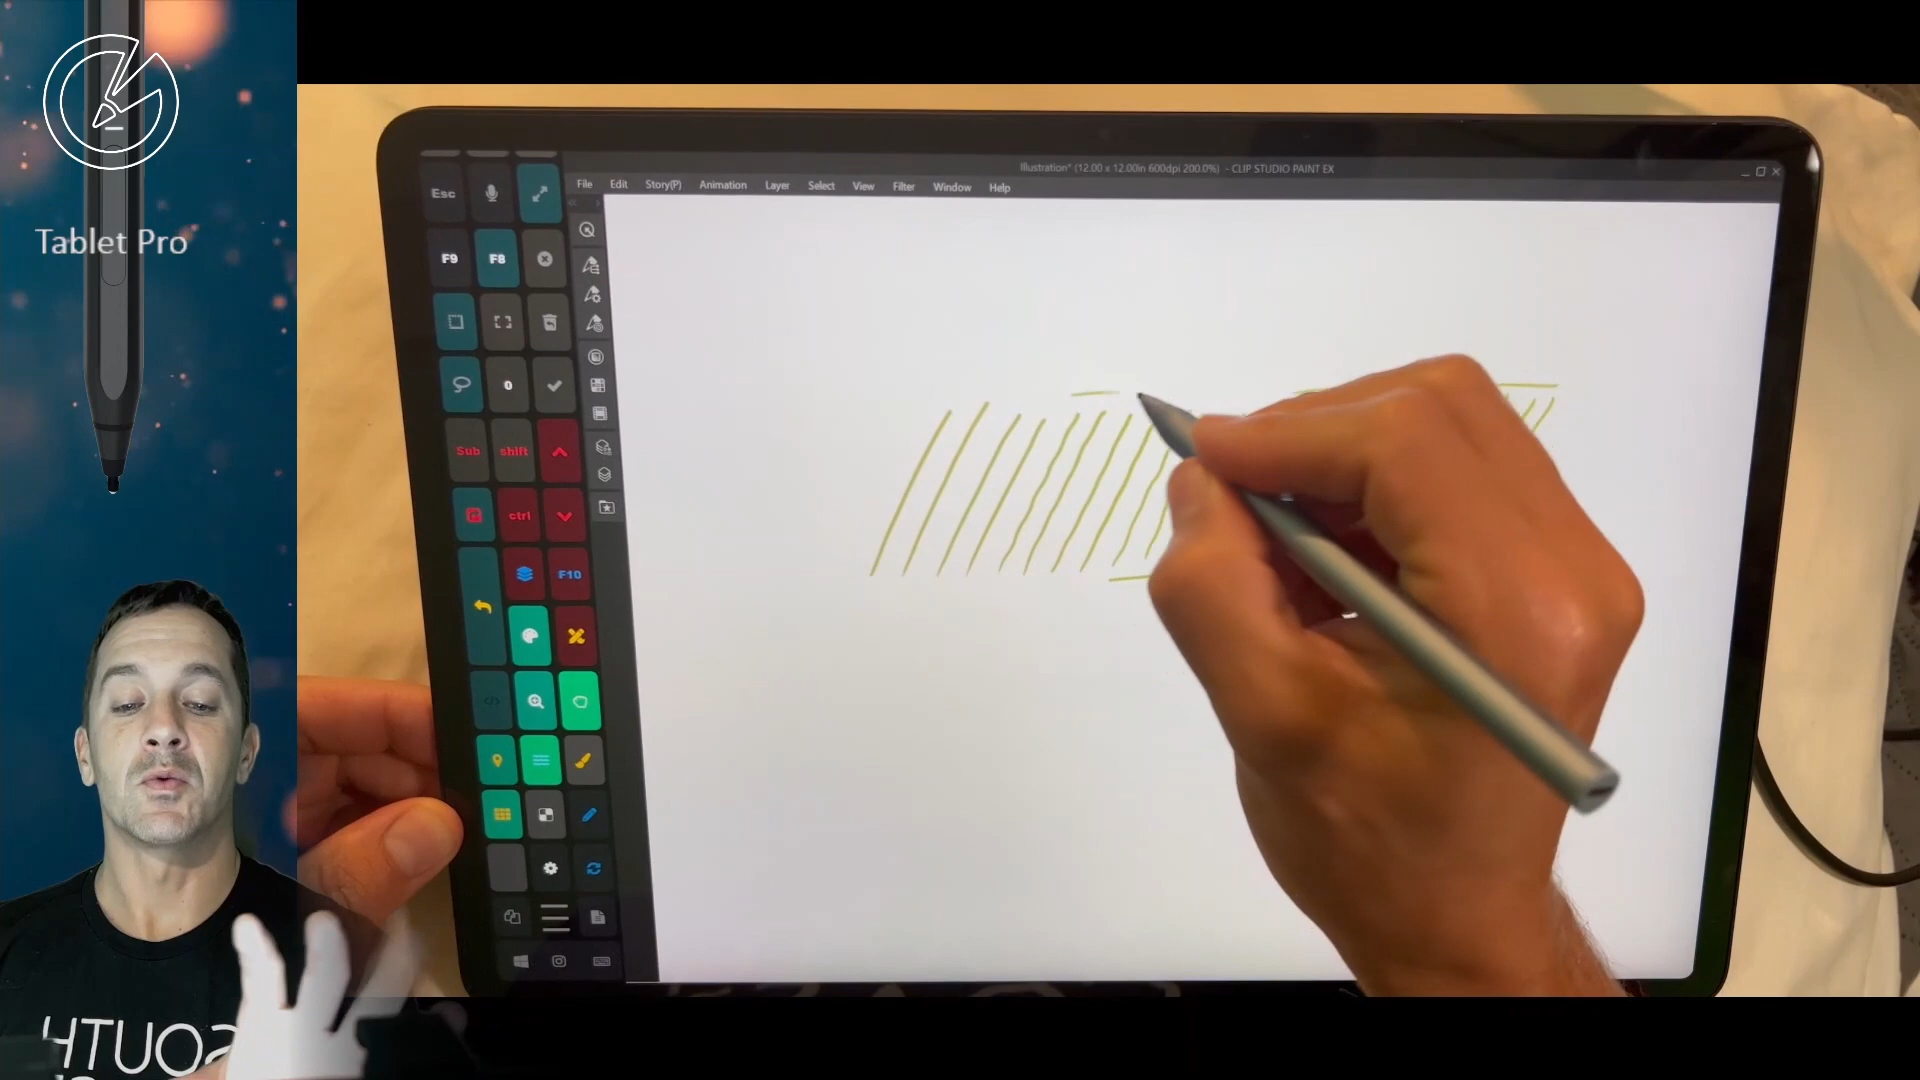 Tablet Pro
Illustration* (12.00 x 12.00in 600dpi 200.0%) - CLIP STUDIO PAINT EX
File Edit Story(P) Animation Layer Select View Filter Window Help
Esc
F9 F8
0
Sub shift
ctrl
F10
SOUTH